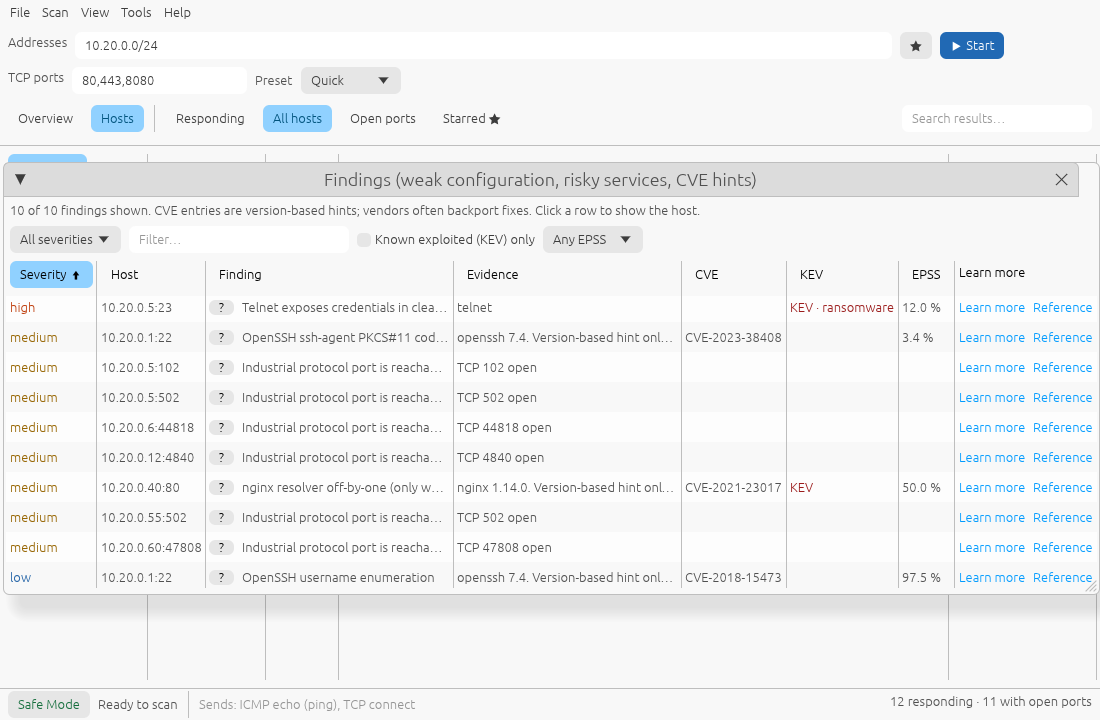 File Scan View Tools Help
Addresses 10.20.0.0/24 ★ ▶ Start
TCP ports 80,443,8080 Preset Quick ▼
Overview Hosts Responding All hosts Open ports Starred ★ Search results…
▼ Findings (weak configuration, risky services, CVE hints) ✕
10 of 10 findings shown. CVE entries are version-based hints; vendors often backport fixes. Click a row to show the host.
All severities ▼ Filter… Known exploited (KEV) only Any EPSS ▼
Severity ⬆ Host Finding Evidence CVE KEV EPSS Learn more
high 10.20.0.5:23 ? Telnet exposes credentials in clea… telnet KEV · ransomware 12.0 % Learn more Reference
medium 10.20.0.1:22 ? OpenSSH ssh-agent PKCS#11 cod… openssh 7.4. Version-based hint onl… CVE-2023-38408 3.4 % Learn more Reference
medium 10.20.0.5:102 ? Industrial protocol port is reacha… TCP 102 open Learn more Reference
medium 10.20.0.5:502 ? Industrial protocol port is reacha… TCP 502 open Learn more Reference
medium 10.20.0.6:44818 ? Industrial protocol port is reacha… TCP 44818 open Learn more Reference
medium 10.20.0.12:4840 ? Industrial protocol port is reacha… TCP 4840 open Learn more Reference
medium 10.20.0.40:80 ? nginx resolver off-by-one (only w… nginx 1.14.0. Version-based hint onl… CVE-2021-23017 KEV 50.0 % Learn more Reference
medium 10.20.0.55:502 ? Industrial protocol port is reacha… TCP 502 open Learn more Reference
medium 10.20.0.60:47808 ? Industrial protocol port is reacha… TCP 47808 open Learn more Reference
low 10.20.0.1:22 ? OpenSSH username enumeration openssh 7.4. Version-based hint onl… CVE-2018-15473 97.5 % Learn more Reference
Safe Mode Ready to scan Sends: ICMP echo (ping), TCP connect 12 responding · 11 with open ports